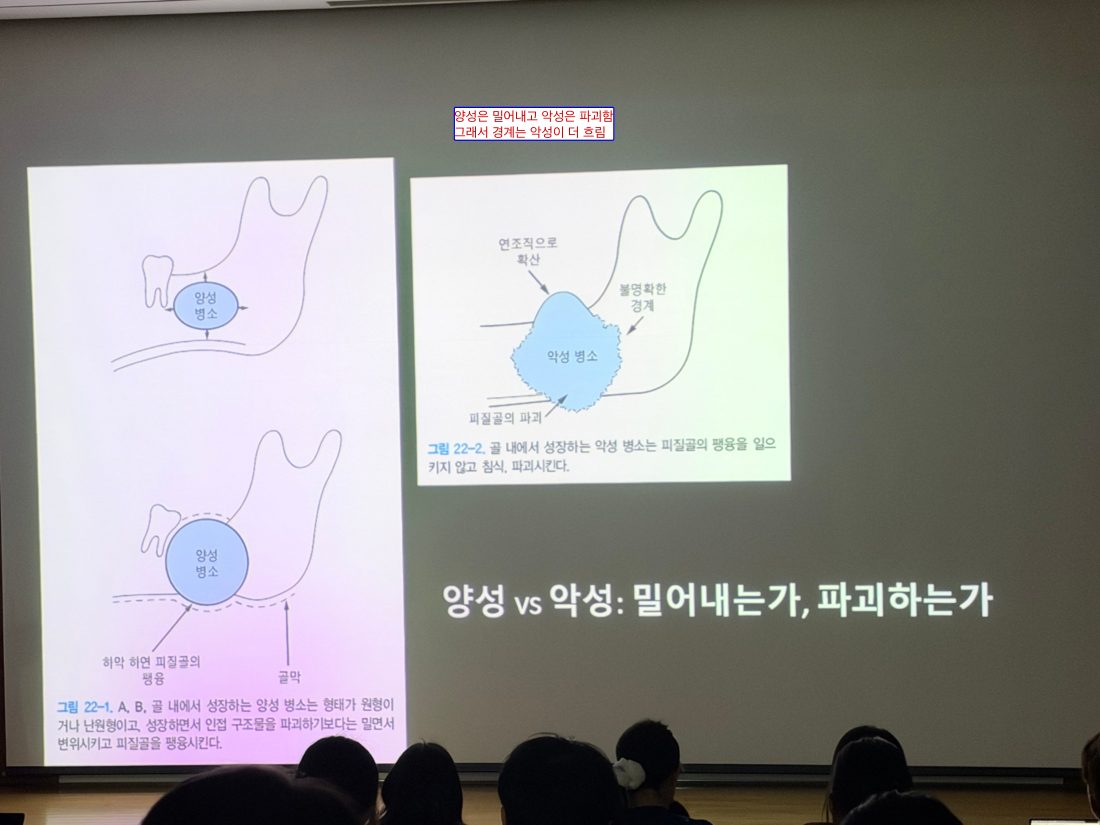 양성은 밀어내고 악성은 파괴함
그래서 경계는 악성이 더 흐림
양성
병소
양성
병소
하악 하연 피질골의
팽융
골막
그림 22-1. A, B. 골 내에서 성장하는 양성 병소는 형태가 원형이
거나 난원형이고, 성장하면서 인접 구조물을 파괴하기보다는 밀면서
변위시키고 피질골을 팽융시킨다.
연조직으로
확산
불명확한
경계
악성 병소
피질골의 파괴
그림 22-2. 골 내에서 성장하는 악성 병소는 피질골의 팽융을 일으
키지 않고 침식, 파괴시킨다.
양성 vs 악성: 밀어내는가, 파괴하는가